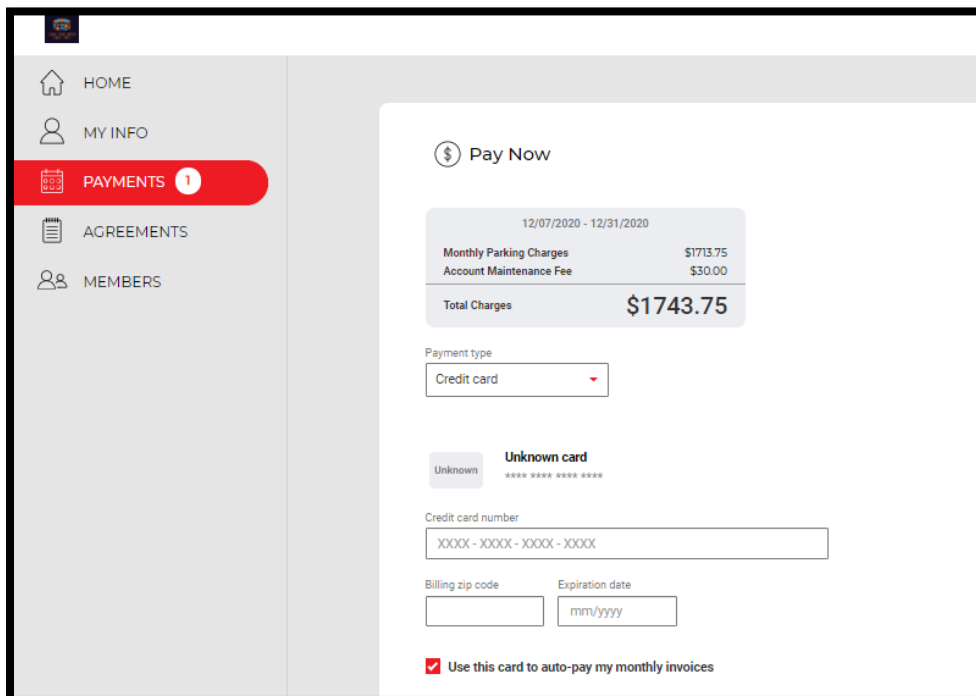 HOME
MY INFO
PAYMENTS 1
AGREEMENTS
MEMBERS
$ Pay Now
12/07/2020 - 12/31/2020
Monthly Parking Charges $1713.75
Account Maintenance Fee $30.00
Total Charges $1743.75
Payment type
Credit card
Unknown
Unknown card
**** **** **** ****
Credit card number
XXXX - XXXX - XXXX - XXXX
Billing zip code Expiration date
mm/yyyy
Use this card to auto-pay my monthly invoices